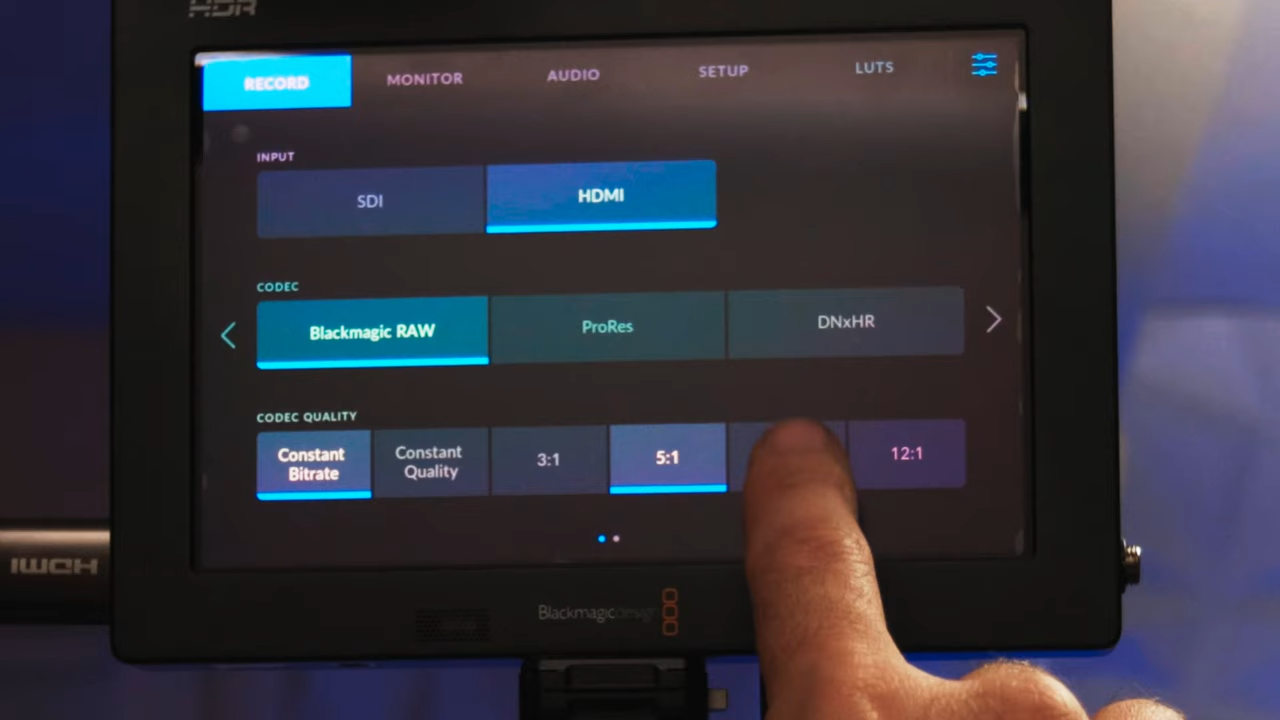 HDR
RECORD MONITOR AUDIO SETUP LUTS
INPUT
SDI HDMI
CODEC
Blackmagic RAW ProRes DNxHR
CODEC QUALITY
Constant Bitrate Constant Quality 3:1 5:1 12:1
HDMI
Blackmagicdesign